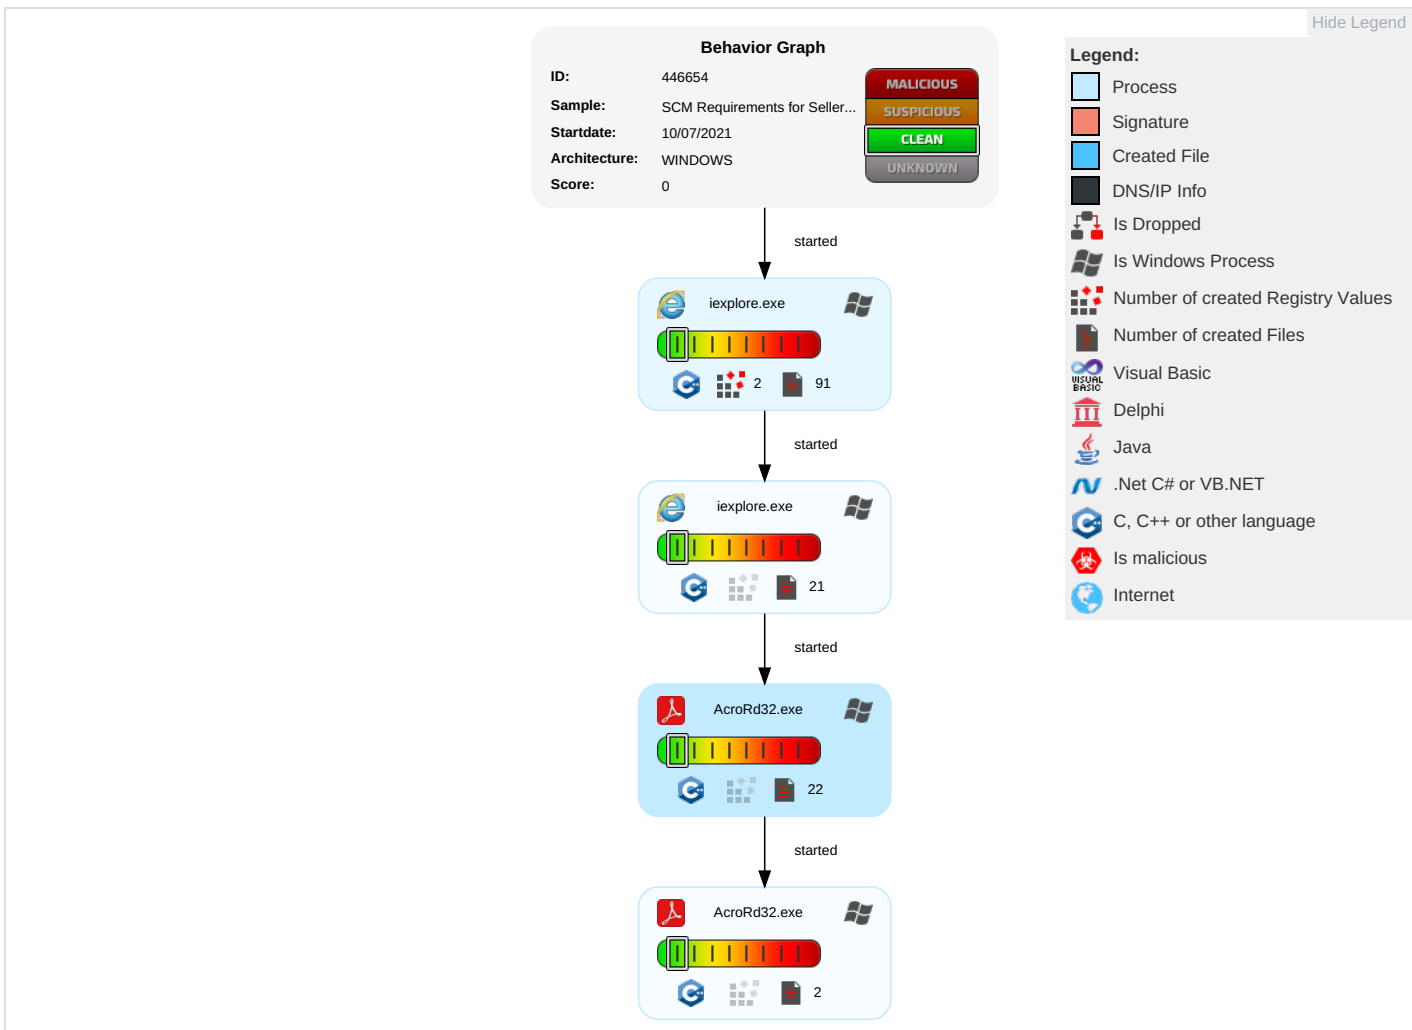 Hide Legend
Behavior Graph
ID: 446654
Sample: SCM Requirements for Seller...
Startdate: 10/07/2021
Architecture: WINDOWS
Score: 0
MALICIOUS
SUSPICIOUS
CLEAN
UNKNOWN
started
iexplore.exe
2 91
started
iexplore.exe
21
started
AcroRd32.exe
22
started
AcroRd32.exe
2
Legend:
Process
Signature
Created File
DNS/IP Info
Is Dropped
Is Windows Process
Number of created Registry Values
Number of created Files
VISUAL
BASIC
Visual Basic
Delphi
Java
.Net C# or VB.NET
C, C++ or other language
Is malicious
Internet